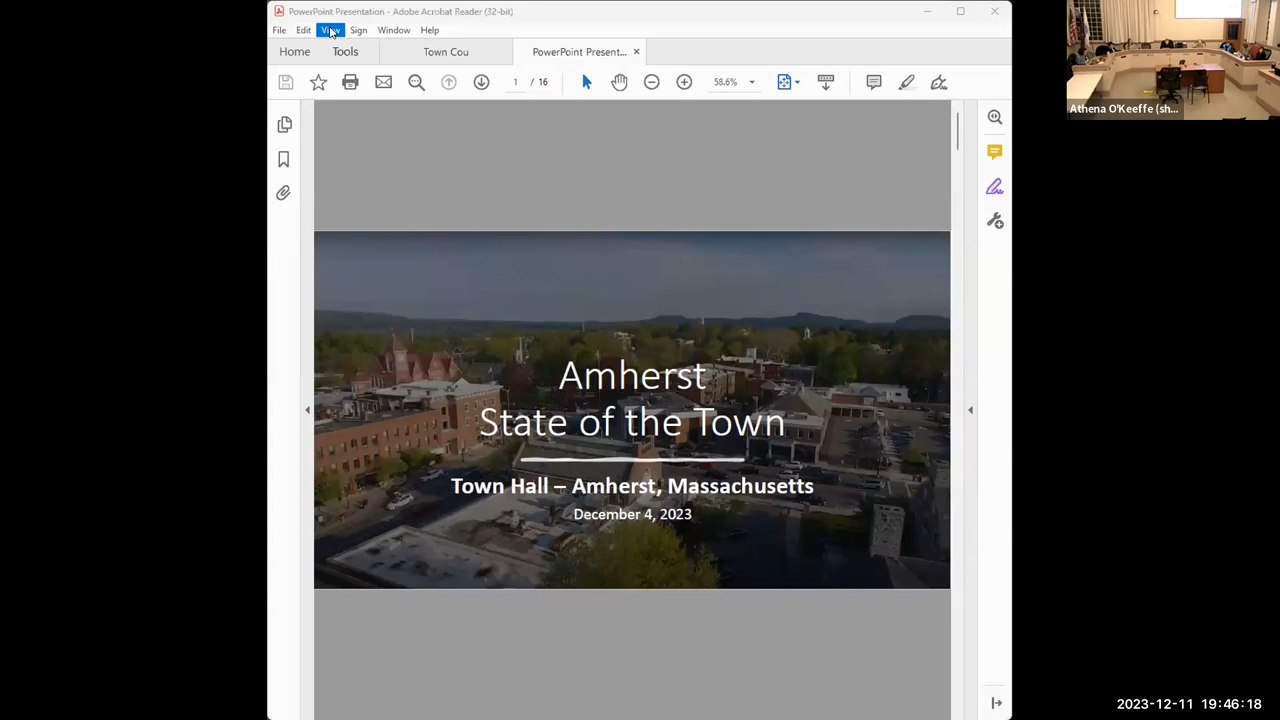 PowerPoint Presentation - Adobe Acrobat Reader (32-bit)
File Edit View Sign Window Help
Home Tools Town Cou PowerPoint Present... ×
1 / 16 58.6%
Amherst
State of the Town
Town Hall – Amherst, Massachusetts
December 4, 2023
Athena O'Keeffe (sh...
2023-12-11 19:46:18